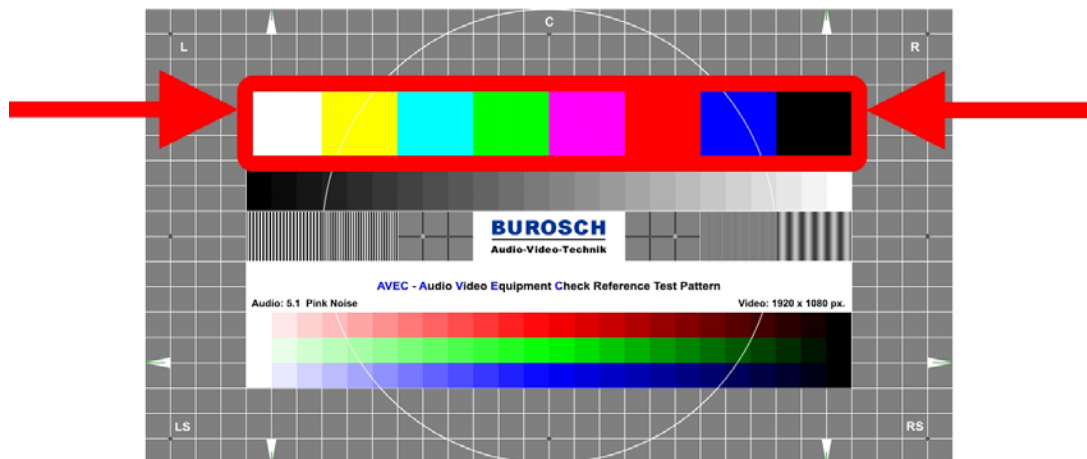 C
L
R
BUROSCH
Audio-Video-Technik
AVEC - Audio Video Equipment Check Reference Test Pattern
Audio: 5.1 Pink Noise
Video: 1920 x 1080 px.
LS
RS